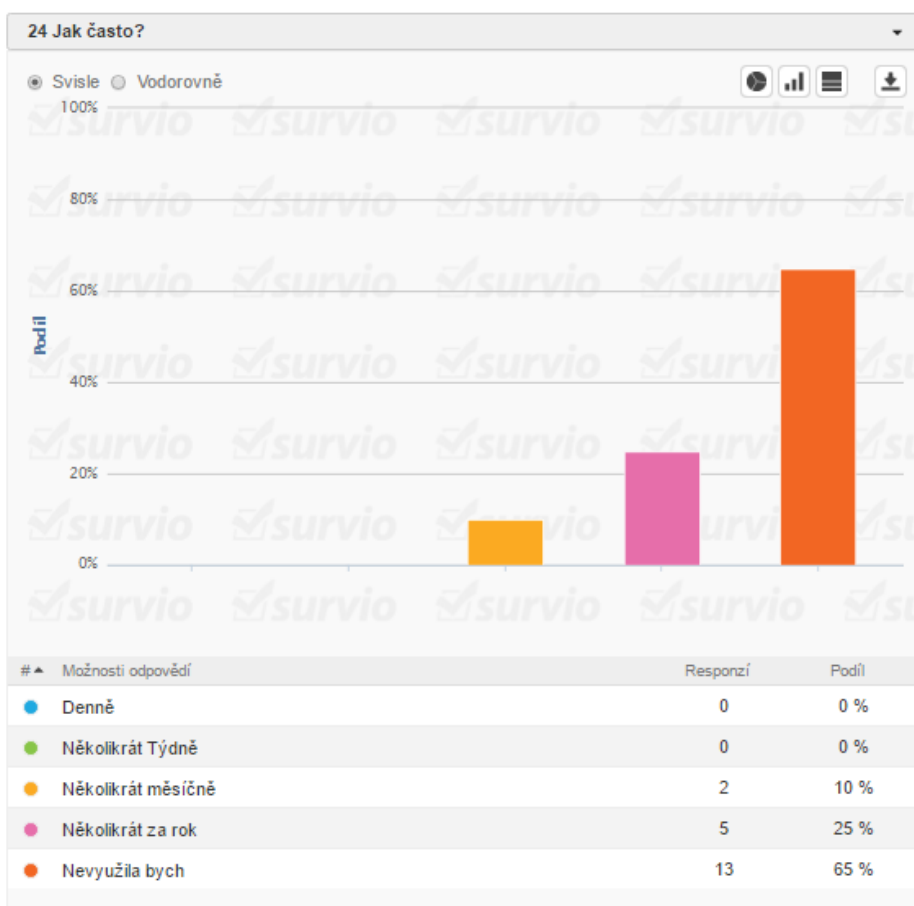 24 Jak často?
Svisle Vodorovně
100%
80%
60%
40%
20%
0%
Podíl
# Možnosti odpovědí Responzí Podíl
Denně 0 0 %
Několikrát Týdně 0 0 %
Několikrát měsíčně 2 10 %
Několikrát za rok 5 25 %
Nevyužila bych 13 65 %
survio